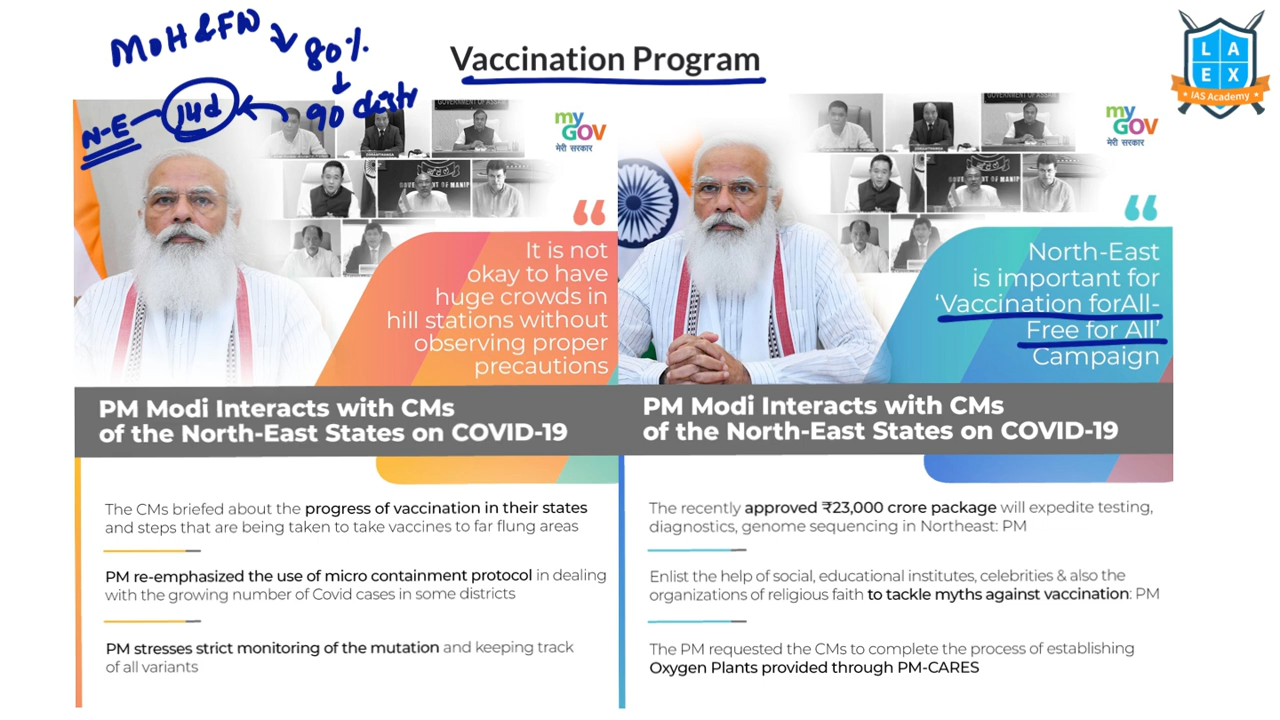 MOH&FW → 80%
↓
90 distr
N-E — 14d ←
Vaccination Program
L A
E X
IAS Academy
my
GOV
मेरी सरकार
GOVERNMENT OF ASSAM
“
It is not
okay to have
huge crowds in
hill stations without
observing proper
precautions
PM Modi Interacts with CMs
of the North-East States on COVID-19
The CMs briefed about the progress of vaccination in their states
and steps that are being taken to take vaccines to far flung areas
PM re-emphasized the use of micro containment protocol in dealing
with the growing number of Covid cases in some districts
PM stresses strict monitoring of the mutation and keeping track
of all variants
my
GOV
मेरी सरकार
“
North-East
is important for
‘Vaccination forAll-
Free for All’
Campaign
PM Modi Interacts with CMs
of the North-East States on COVID-19
The recently approved ₹23,000 crore package will expedite testing,
diagnostics, genome sequencing in Northeast: PM
Enlist the help of social, educational institutes, celebrities & also the
organizations of religious faith to tackle myths against vaccination: PM
The PM requested the CMs to complete the process of establishing
Oxygen Plants provided through PM-CARES